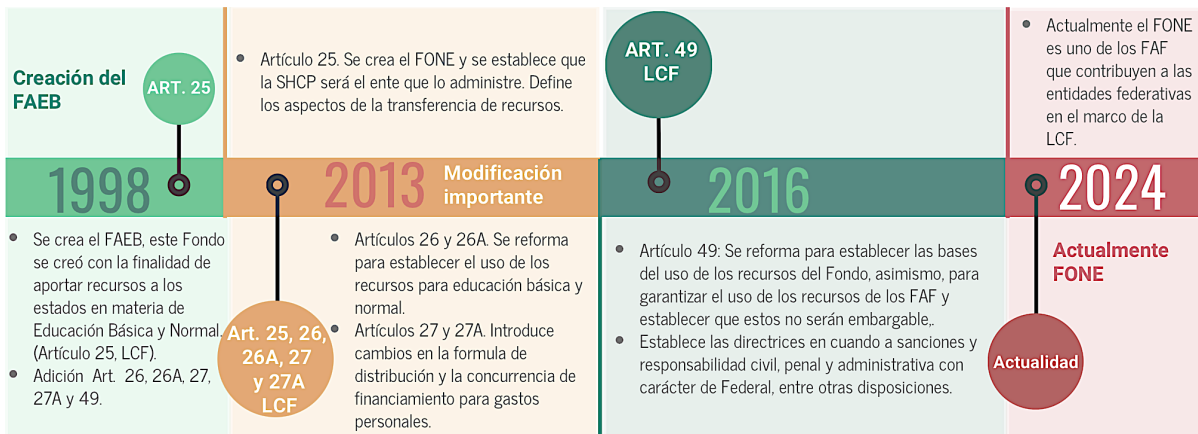 Creación del
FAEB
ART. 25
1998
• Se crea el FAEB, este Fondo
se creó con la finalidad de
aportar recursos a los
estados en materia de
Educación Básica y Normal.
(Artículo 25, LCF).
• Adición Art. 26, 26A, 27,
27A y 49.
• Artículo 25. Se crea el FONE y se establece que
la SHCP será el ente que lo administre. Define
los aspectos de la transferencia de recursos.
2013
Modificación
importante
Art. 25, 26,
26A, 27
y 27A
LCF
• Artículos 26 y 26A. Se reforma
para establecer el uso de los
recursos para educación básica y
normal.
• Artículos 27 y 27A. Introduce
cambios en la formula de
distribución y la concurrencia de
financiamiento para gastos
personales.
ART. 49
LCF
2016
• Artículo 49: Se reforma para establecer las bases
del uso de los recursos del Fondo, asimismo, para
garantizar el uso de los recursos de los FAF y
establecer que estos no serán embargable,.
• Establece las directrices en cuando a sanciones y
responsabilidad civil, penal y administrativa con
carácter de Federal, entre otras disposiciones.
• Actualmente el FONE
es uno de los FAF
que contribuyen a las
entidades federativas
en el marco de la
LCF.
2024
Actualmente
FONE
Actualidad